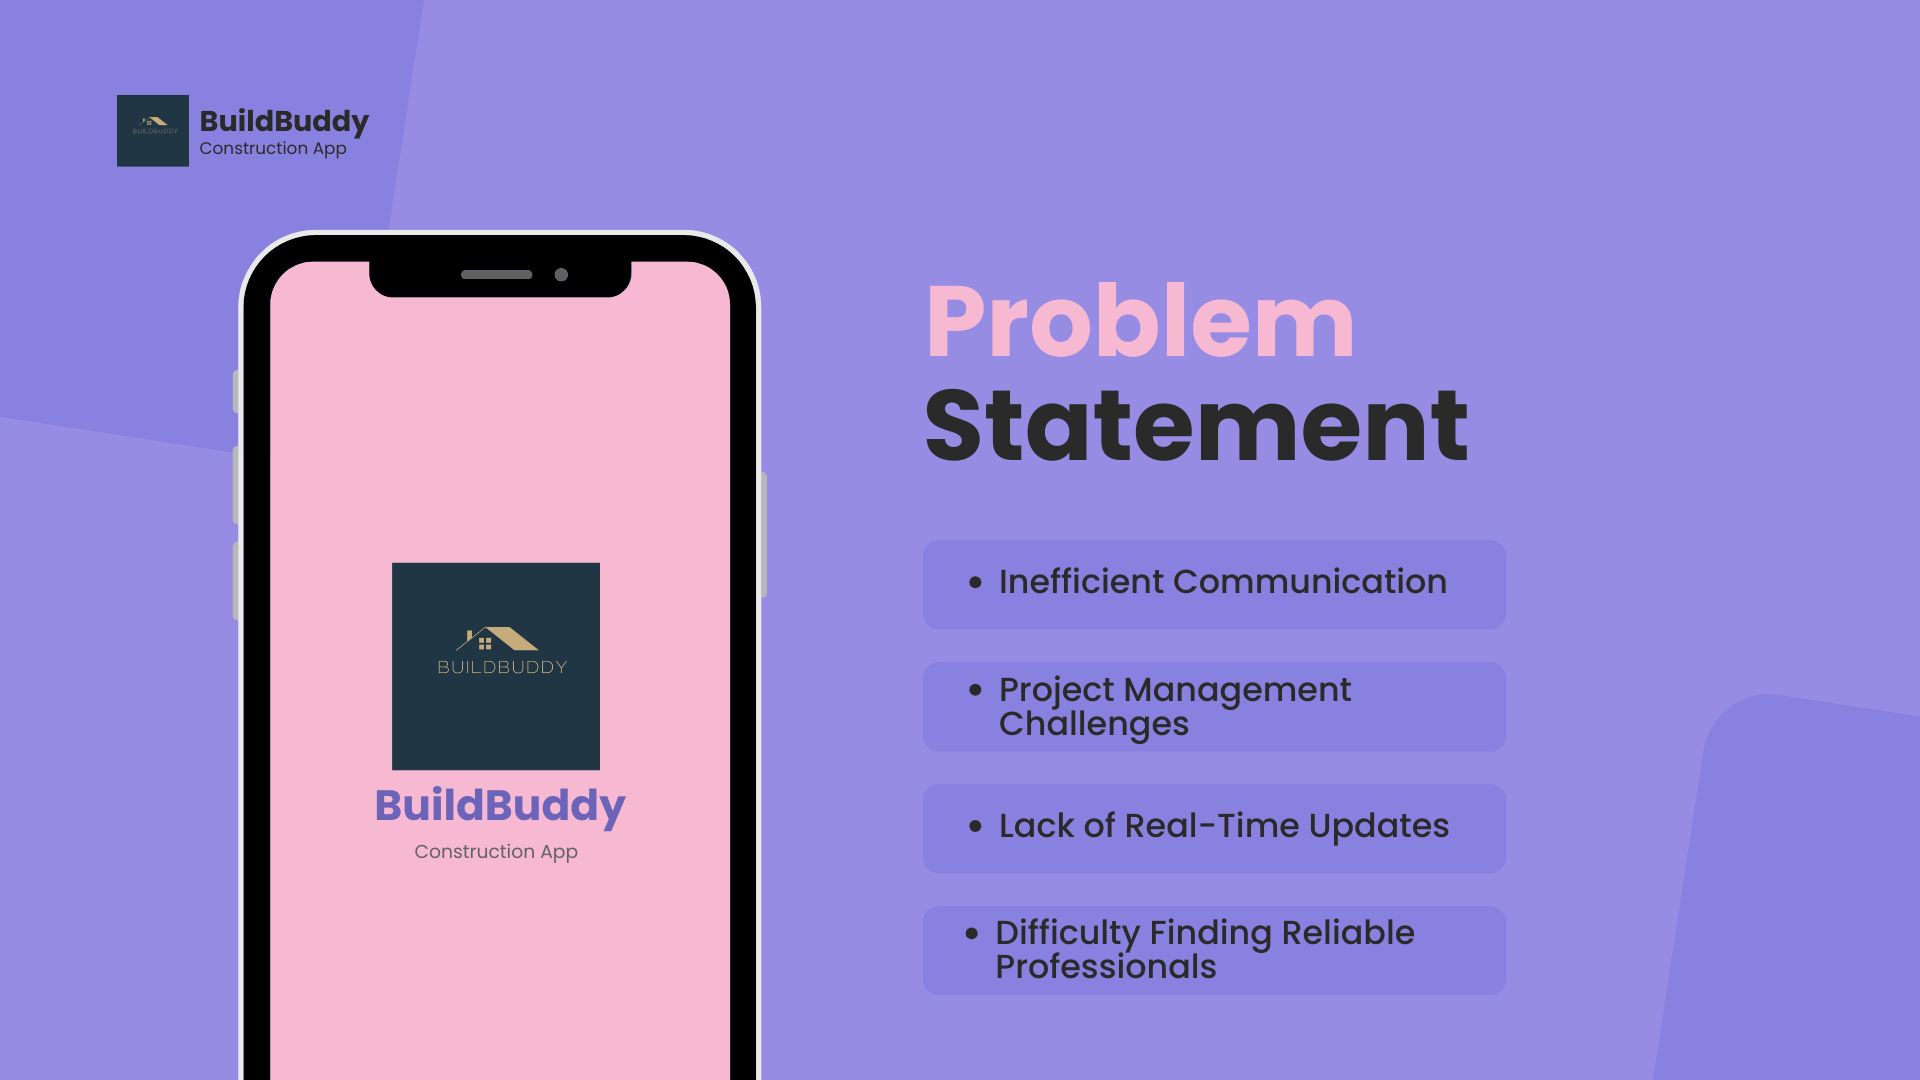 BUILDBUDDY
BuildBuddy
Construction App
Problem
Statement
BUILDBUDDY
BuildBuddy
Construction App
• Inefficient Communication
• Project Management
Challenges
• Lack of Real-Time Updates
• Difficulty Finding Reliable
Professionals